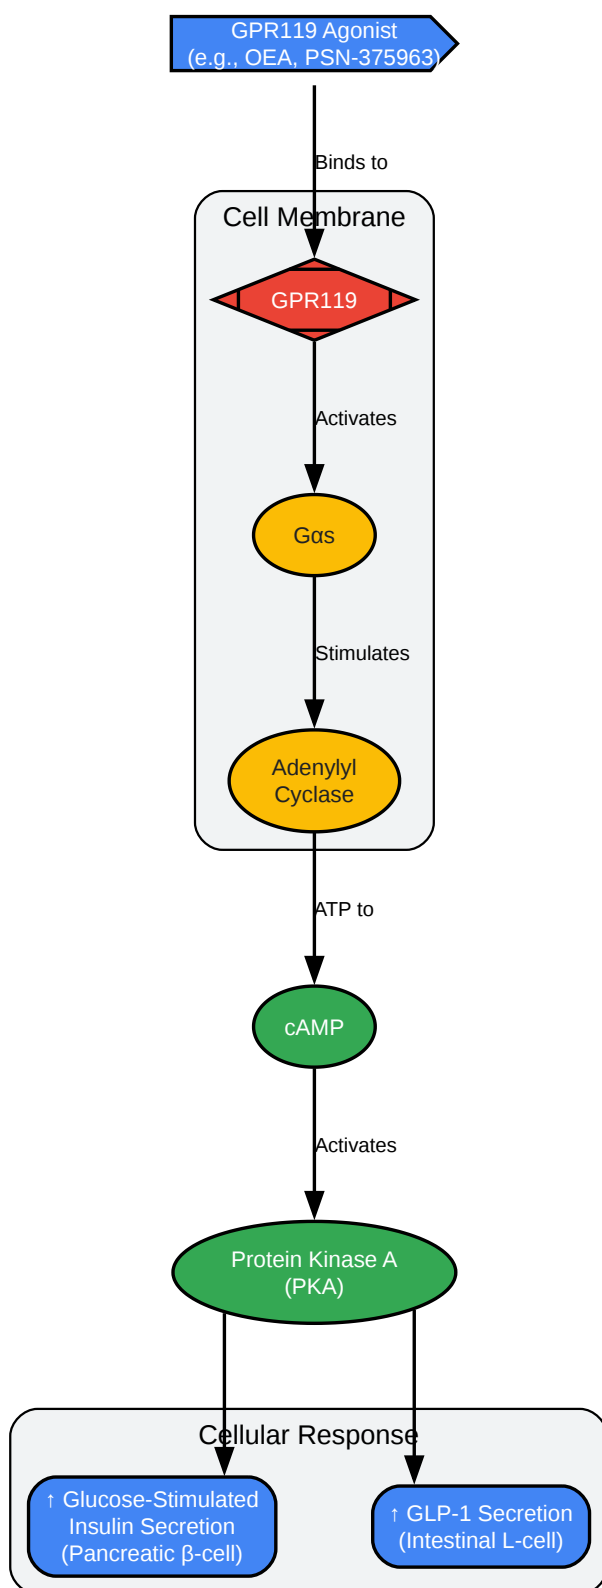 GPR119 Agonist
(e.g., OEA, PSN-375963)
Binds to
Cell Membrane
GPR119
Activates
Gαs
Stimulates
Adenylyl
Cyclase
ATP to
cAMP
Activates
Protein Kinase A
(PKA)
Cellular Response
↑ Glucose-Stimulated
Insulin Secretion
(Pancreatic β-cell)
↑ GLP-1 Secretion
(Intestinal L-cell)